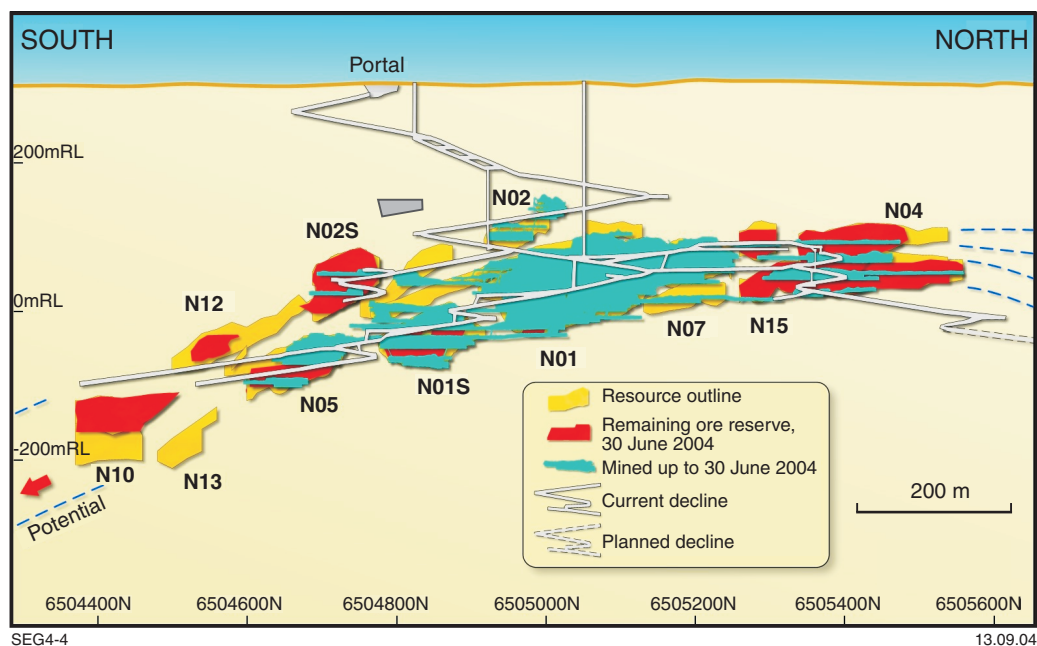 SOUTH
NORTH
Portal
200mRL
N02
N04
N02S
N12
0mRL
N07
N15
N01
N01S
N05
Resource outline
Remaining ore reserve,
30 June 2004
Mined up to 30 June 2004
Current decline
Planned decline
-200mRL
N10
N13
200 m
Potential
6504400N
6504600N
6504800N
6505000N
6505200N
6505400N
6505600N
SEG4-4
13.09.04